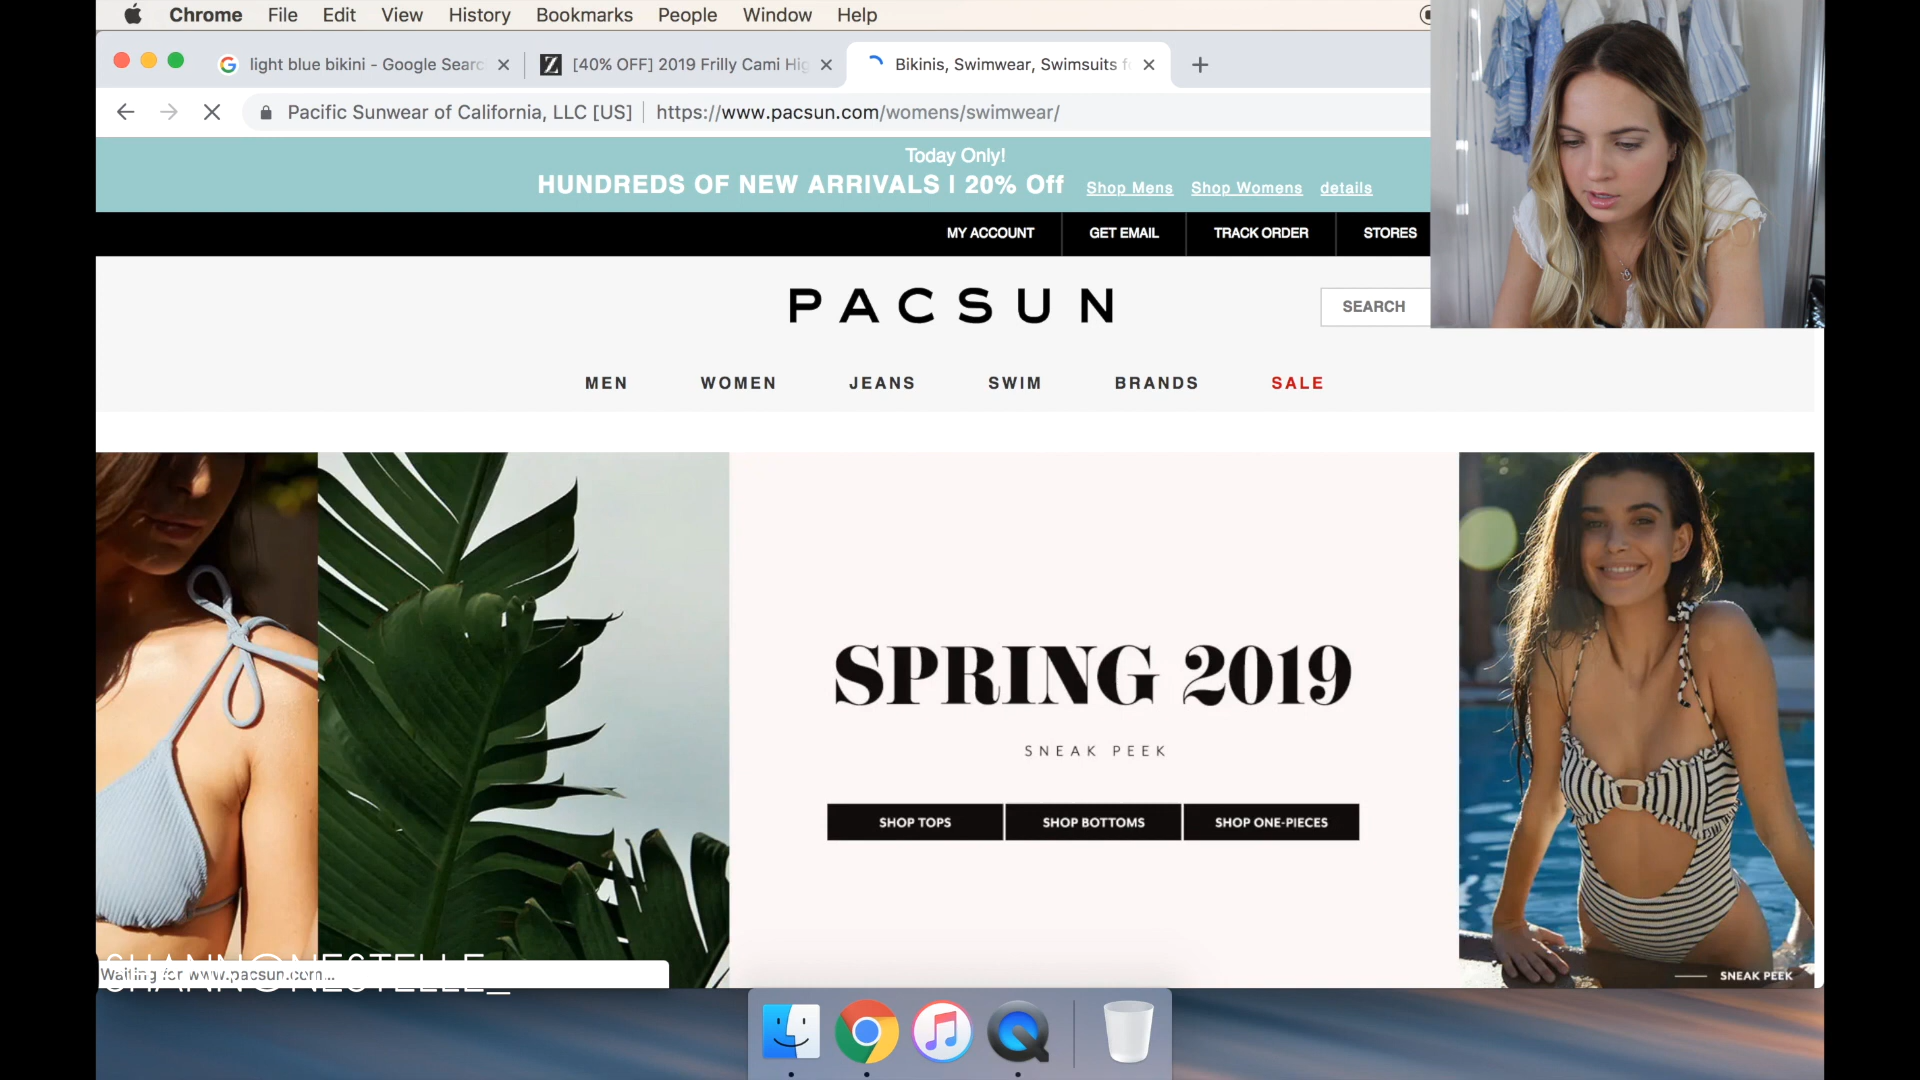 Chrome File Edit View History Bookmarks People Window Help
light blue bikini - Google Searc
[40% OFF] 2019 Frilly Cami Hig
Bikinis, Swimwear, Swimsuits f
Pacific Sunwear of California, LLC [US] https://www.pacsun.com/womens/swimwear/
Today Only!
HUNDREDS OF NEW ARRIVALS | 20% Off Shop Mens Shop Womens details
MY ACCOUNT GET EMAIL TRACK ORDER STORES
PACSUN
SEARCH
MEN WOMEN JEANS SWIM BRANDS SALE
SPRING 2019
SNEAK PEEK
SHOP TOPS SHOP BOTTOMS SHOP ONE-PIECES
SNEAK PEEK
Waiting for www.pacsun.com...
SHANN@NESTELLE_